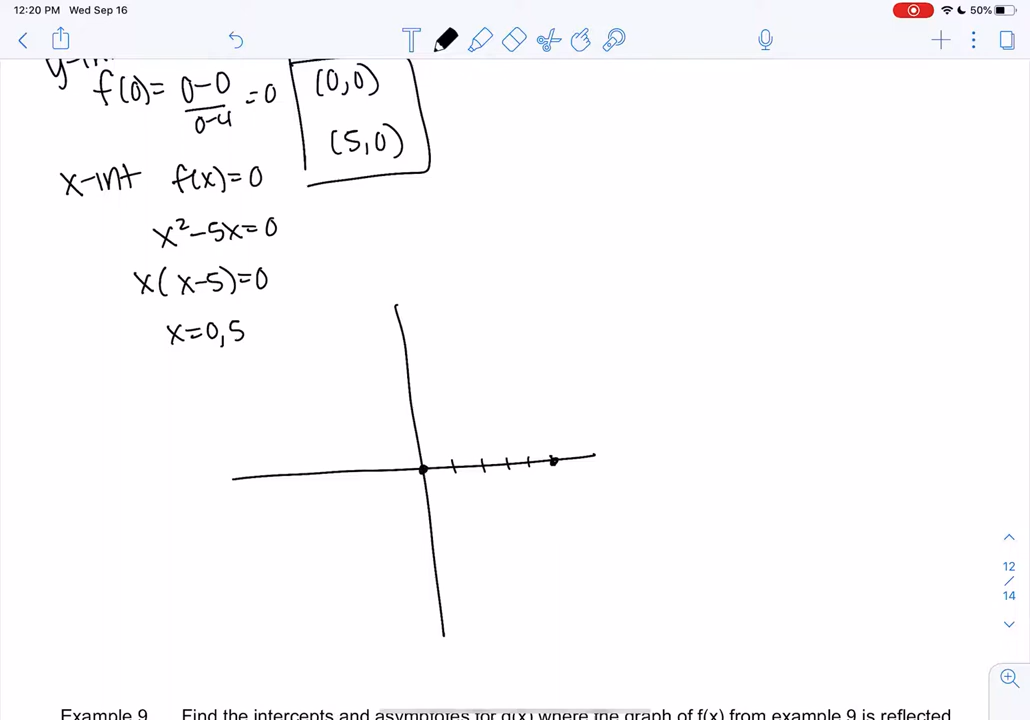 12:20 PM Wed Sep 16
50%
y-int
f(0) = 0-0 / 0-4 = 0
(0,0)
(5,0)
x-int f(x) = 0
x² - 5x = 0
x(x-5) = 0
x = 0, 5
12
/
14
Example 9 Find the intercepts and asymptotes for g(x) where the graph of f(x) from example 9 is reflected